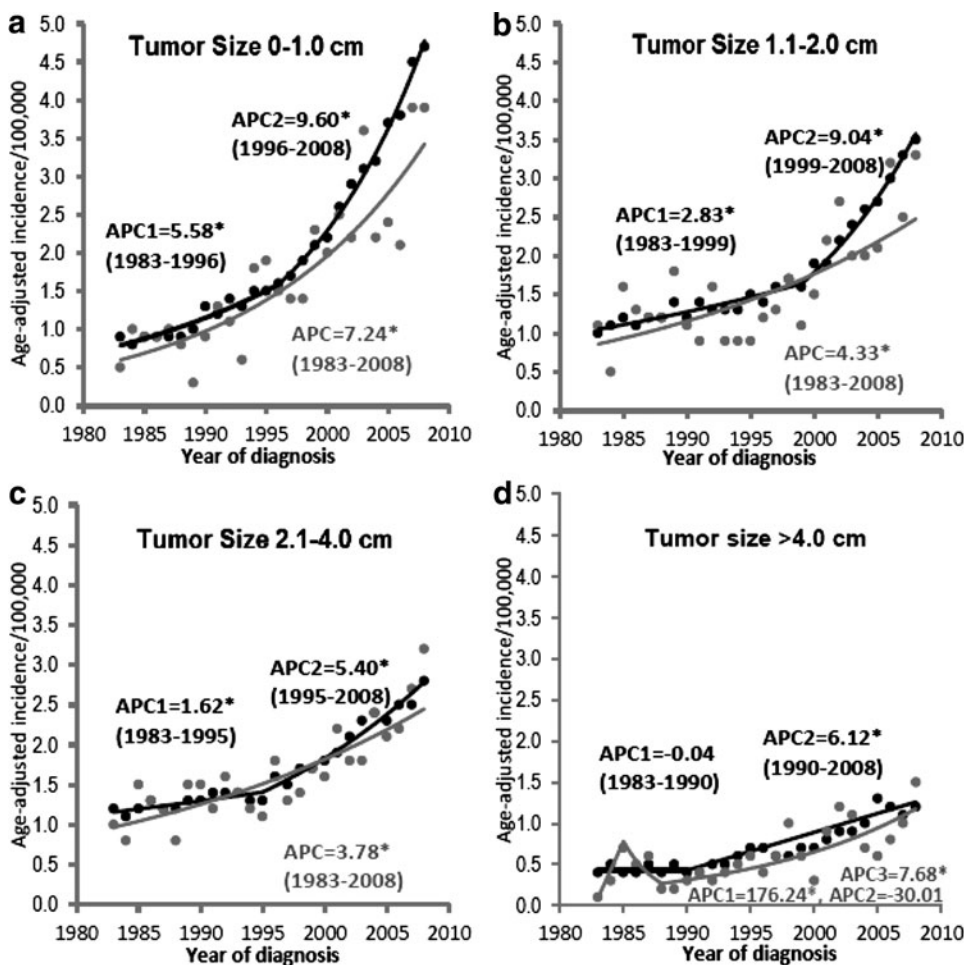 a
Tumor Size 0-1.0 cm
Age-adjusted incidence/100,000
5.0
4.5
4.0
3.5
3.0
2.5
2.0
1.5
1.0
0.5
0.0
APC2=9.60*
(1996-2008)
APC1=5.58*
(1983-1996)
APC=7.24*
(1983-2008)
1980 1985 1990 1995 2000 2005 2010
Year of diagnosis
b
Tumor Size 1.1-2.0 cm
Age-adjusted incidence/100,000
5.0
4.5
4.0
3.5
3.0
2.5
2.0
1.5
1.0
0.5
0.0
APC2=9.04*
(1999-2008)
APC1=2.83*
(1983-1999)
APC=4.33*
(1983-2008)
1980 1985 1990 1995 2000 2005 2010
Year of diagnosis
c
Tumor Size 2.1-4.0 cm
Age-adjusted incidence/100,000
5.0
4.5
4.0
3.5
3.0
2.5
2.0
1.5
1.0
0.5
0.0
APC2=5.40*
(1995-2008)
APC1=1.62*
(1983-1995)
APC=3.78*
(1983-2008)
1980 1985 1990 1995 2000 2005 2010
Year of diagnosis
d
Tumor size >4.0 cm
Age-adjusted incidence/100,000
5.0
4.5
4.0
3.5
3.0
2.5
2.0
1.5
1.0
0.5
0.0
APC1=-0.04
(1983-1990)
APC2=6.12*
(1990-2008)
APC3=7.68*
APC1=176.24*, APC2=-30.01
1980 1985 1990 1995 2000 2005 2010
Year of diagnosis